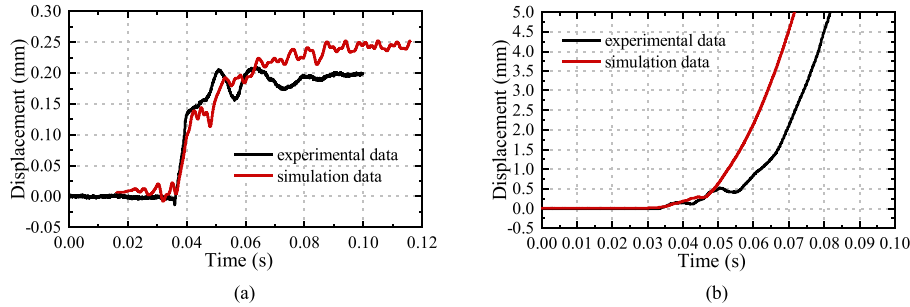 (a)
0.30
0.25
0.20
0.15
0.10
0.05
0.00
-0.05
Displacement (mm)
experimental data
simulation data
0.00 0.02 0.04 0.06 0.08 0.10 0.12
Time (s)
(a)
(b)
5.0
4.5
4.0
3.5
3.0
2.5
2.0
1.5
1.0
0.5
0.0
-0.5
Displacement (mm)
experimental data
simulation data
0.00 0.01 0.02 0.03 0.04 0.05 0.06 0.07 0.08 0.09 0.10
Time (s)
(b)